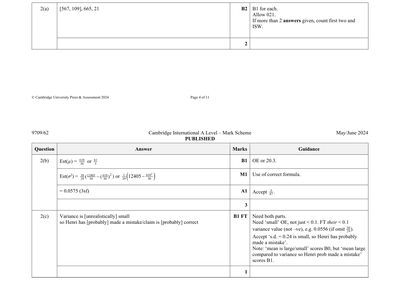 2(a) [567, 109], 665, 21 B2 B1 for each.
Allow 021.
If more than 2 answers given, count first two and
ISW.
2
© Cambridge University Press & Assessment 2024 Page 6 of 11
9709/62 Cambridge International A Level – Mark Scheme May/June 2024
PUBLISHED
Question Answer Marks Guidance
2(b) Est(μ) = B1 OE or 20.3.
Est(σ²) = M1 Use of correct formula.
= 0.0575 (3sf) A1 Accept
3
2(c) Variance is [unrealistically] small B1 FT Need both parts.
so Henri has [probably] made a mistake/claim is [probably] correct Need 'small' OE, not just < 0.1. FT their < 0.1
variance value (not –ve), e.g. 0.0556 (if omit
Accept 's.d. = 0.24 is small, so Henri has probably
made a mistake'.
Note: 'mean is large/small' scores B0, but 'mean large
compared to variance so Henri prob made a mistake'
scores B1.
1